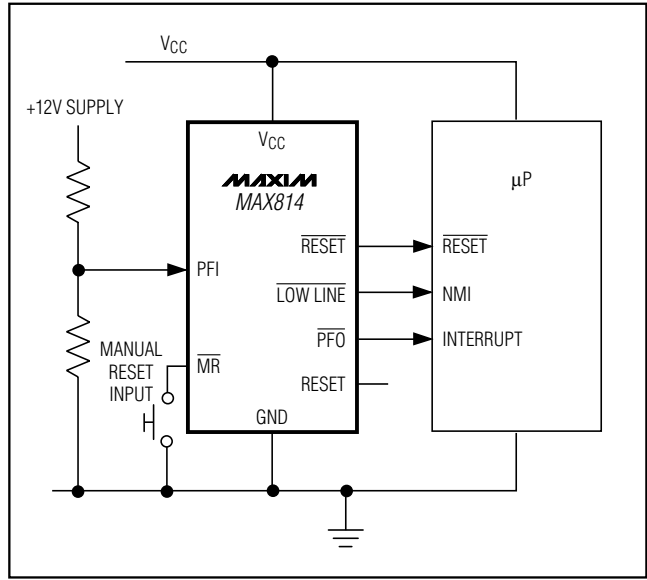 VCC
+12V SUPPLY
VCC
MAXIM
MAX814
μP
RESET
RESET
PFI
LOW LINE
NMI
PFO
INTERRUPT
MANUAL
RESET
INPUT
MR
RESET
GND